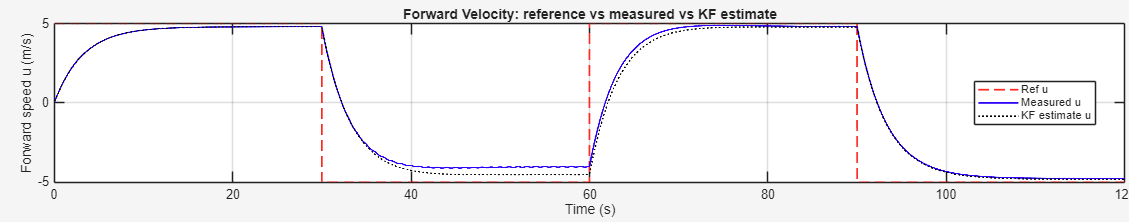 Forward Velocity: reference vs measured vs KF estimate
Forward speed u (m/s)
5
0
-5
Ref u
Measured u
KF estimate u
0 20 40 60 80 100 12
Time (s)